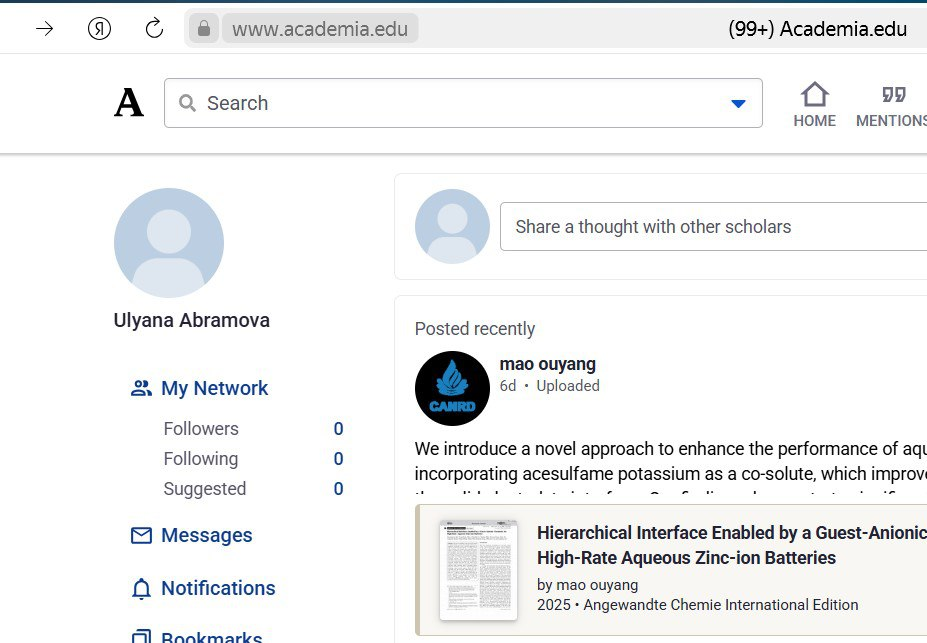 www.academia.edu
(99+) Academia.edu
A
Search
HOME
MENTIONS
Ulyana Abramova
Share a thought with other scholars
My Network
Followers 0
Following 0
Suggested 0
Messages
Notifications
Bookmarks
Posted recently
mao ouyang
6d • Uploaded
CANRD
We introduce a novel approach to enhance the performance of
incorporating acesulfame potassium as a co-solute, which
Hierarchical Interface Enabled by a Guest-Anionic
High-Rate Aqueous Zinc-ion Batteries
by mao ouyang
2025 • Angewandte Chemie International Edition